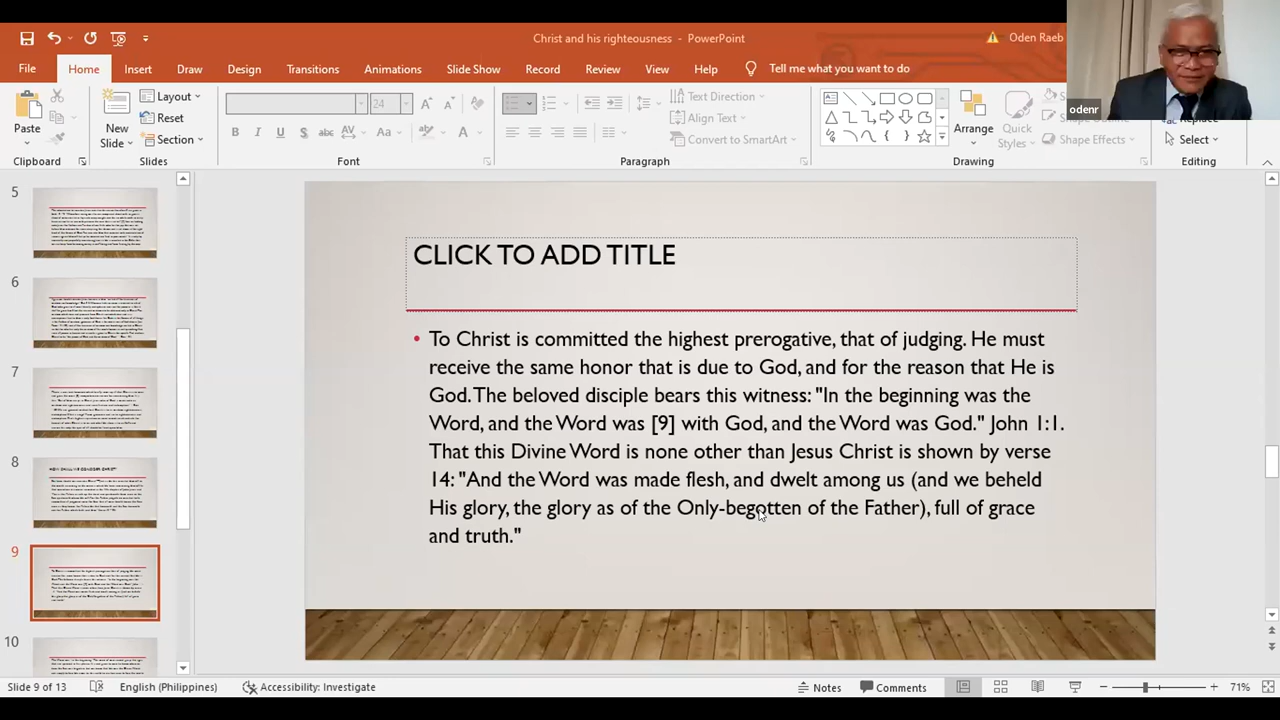 Christ and his righteousness - PowerPoint
Oden Raeb
File Home Insert Draw Design Transitions Animations Slide Show Record Review View Help Tell me what you want to do
odenr
Paste
New
Slide
Layout
Reset
Section
24
Text Direction
Align Text
Convert to SmartArt
Arrange
Quick
Styles
Shape Effects
Replace
Select
Clipboard Slides Font Paragraph Drawing Editing
5
6
7
8
HOW SHALL WE CONSIDER CHRIST?
9
10
CLICK TO ADD TITLE
• To Christ is committed the highest prerogative, that of judging. He must
receive the same honor that is due to God, and for the reason that He is
God. The beloved disciple bears this witness: "In the beginning was the
Word, and the Word was [9] with God, and the Word was God." John 1:1.
That this Divine Word is none other than Jesus Christ is shown by verse
14: "And the Word was made flesh, and dwelt among us (and we beheld
His glory, the glory as of the Only-begotten of the Father), full of grace
and truth."
Slide 9 of 13 English (Philippines) Accessibility: Investigate Notes Comments 71%